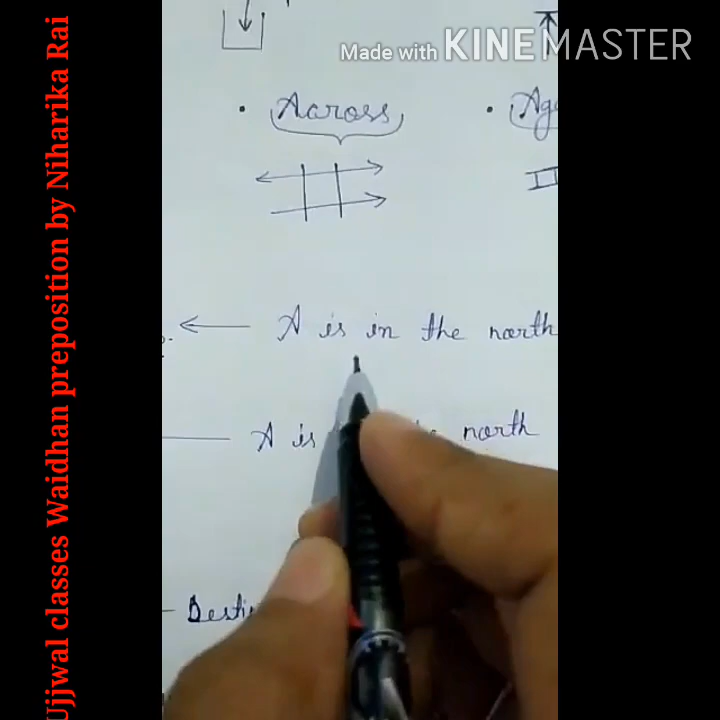 Made with KINEMASTER
Ujjwal classes Waidhan preposition by Niharika Rai
• Across
•
A is in the north
A is north